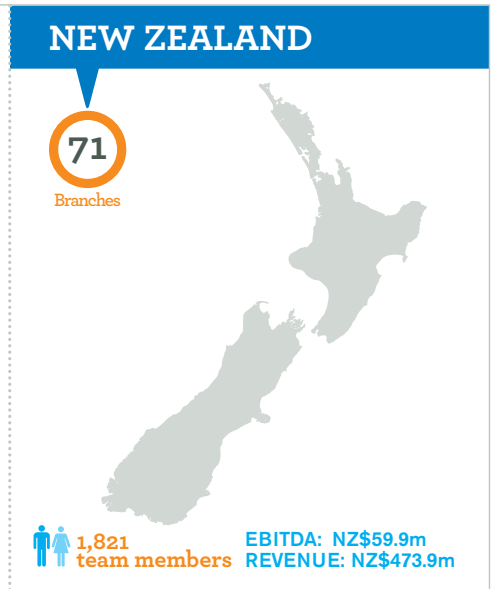 NEW ZEALAND
71
Branches
1,821
team members
EBITDA: NZ$59.9m
REVENUE: NZ$473.9m